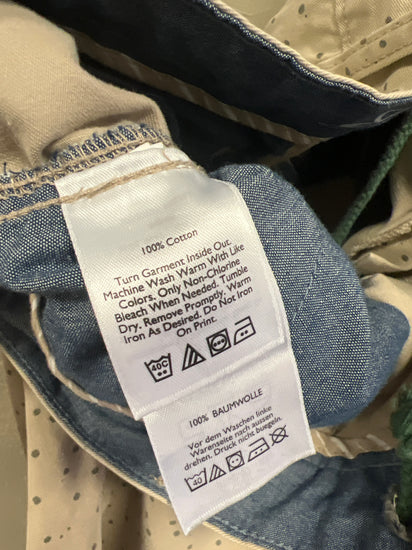 100% Cotton
Turn Garment Inside Out.
Machine Wash Warm With Like
Colors. Only Non-Chlorine
Bleach When Needed. Tumble
Dry. Remove Promptly. Warm
Iron As Desired. Do Not Iron
On Print.
40C
100% BAUMWOLLE
Vor dem Waschen linke
Warenseite nach aussen
drehen. Druck nicht buegeln.
40